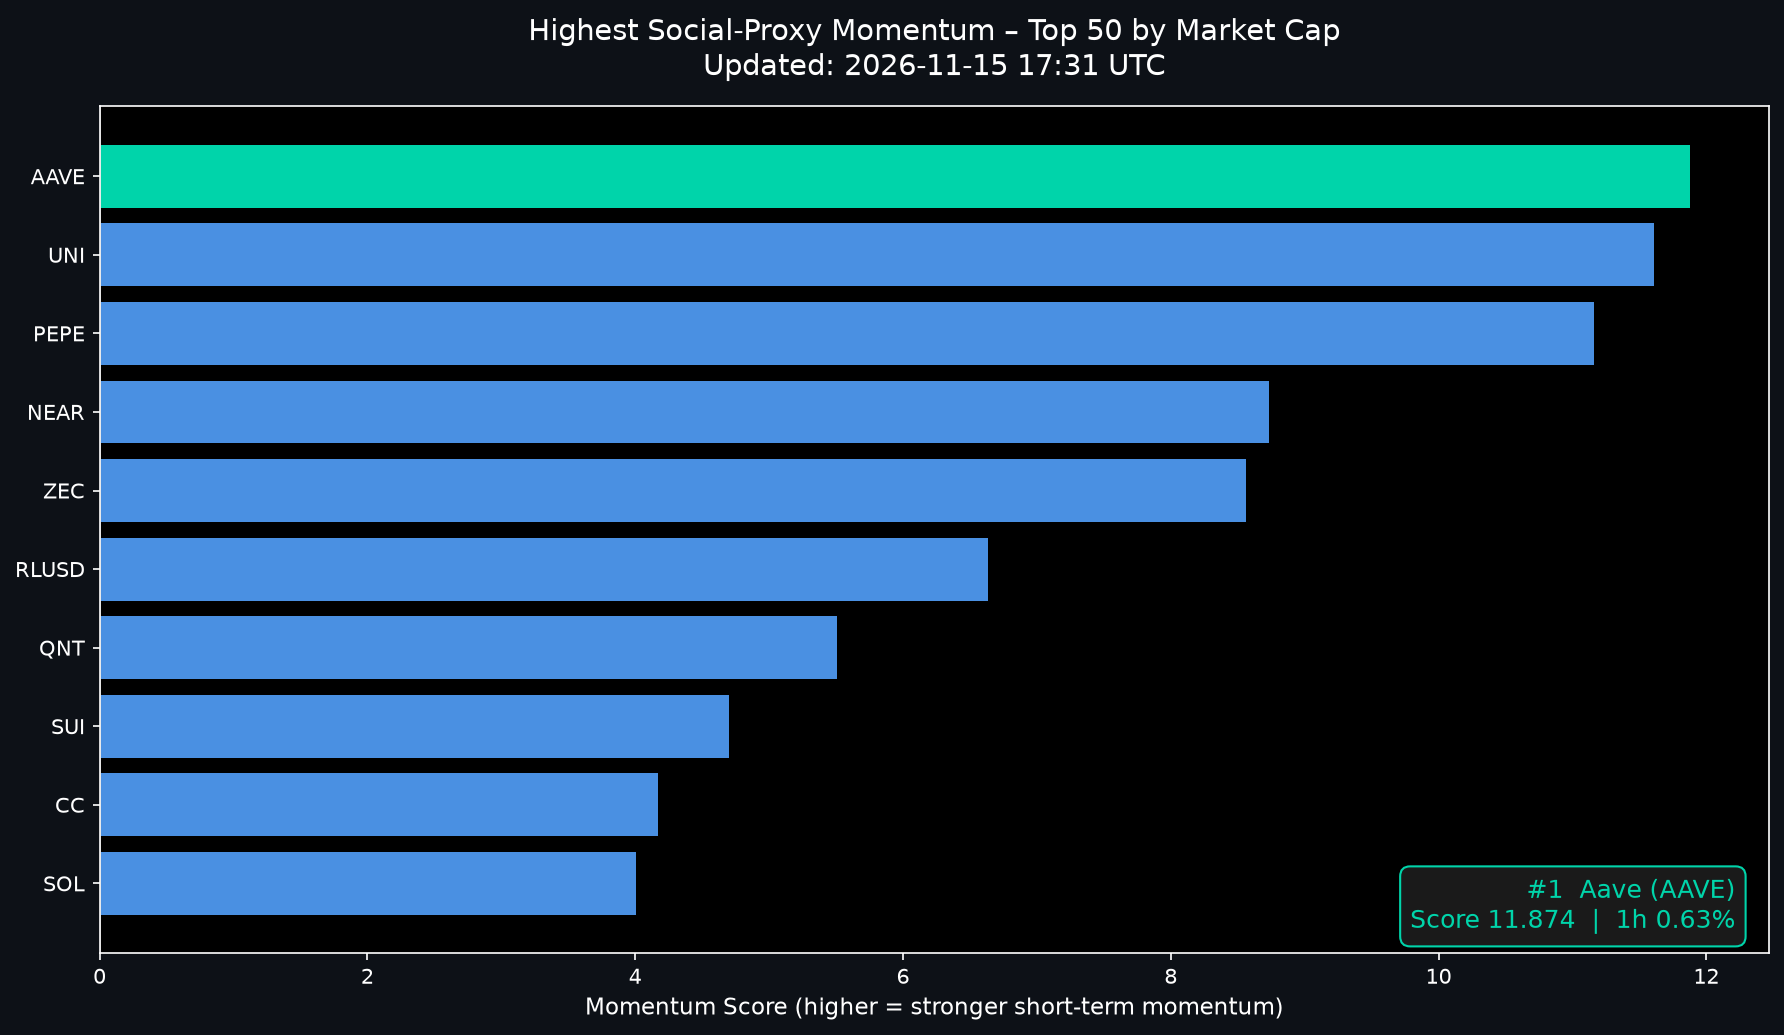 Highest Social-Proxy Momentum – Top 50 by Market Cap
Updated: 2026-11-15 17:31 UTC
AAVE
UNI
PEPE
NEAR
ZEC
RLUSD
QNT
SUI
CC
SOL
#1  Aave (AAVE)
Score 11.874  |  1h 0.63%
0 2 4 6 8 10 12
Momentum Score (higher = stronger short-term momentum)